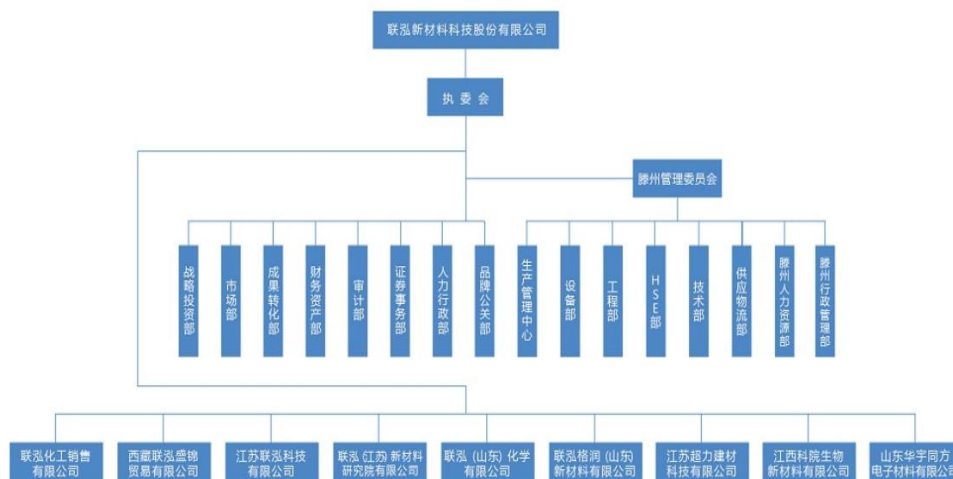 联泓新材料科技股份有限公司
执 委 会
滕州管理委员会
战略投资部
市场部
成果转化部
财务资产部
审计部
证券事务部
人力行政部
品牌公关部
生产管理中心
设备部
工程部
HSE部
技术部
供应物流部
滕州人力资源部
滕州行政管理部
联泓化工销售
有限公司
西藏联泓盛锦
贸易有限公司
江苏联泓科技
有限公司
联泓(江苏)新材料
研究院有限公司
联泓(山东)化学
有限公司
联泓格润(山东)
新材料有限公司
江苏超力建材
科技有限公司
江西科院生物
新材料有限公司
山东华宇同方
电子材料有限公司